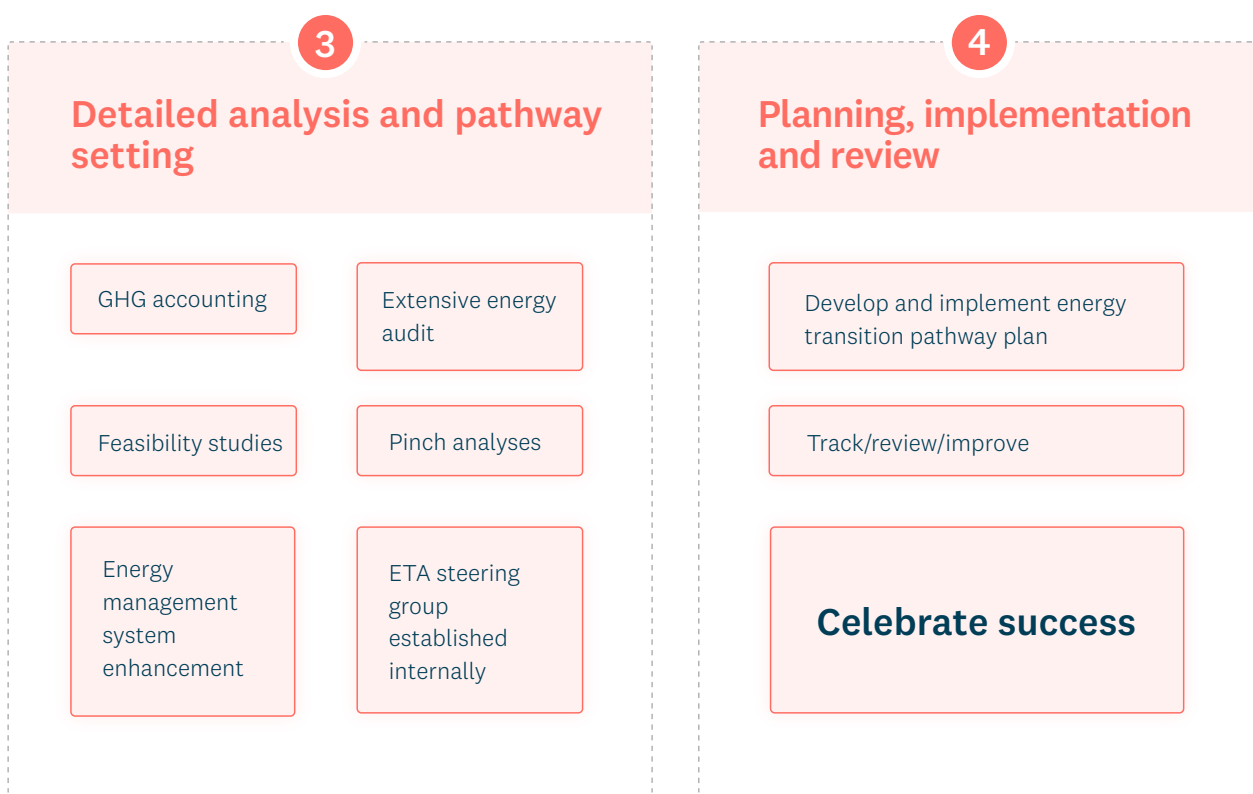 3
Detailed analysis and pathway
setting
GHG accounting
Extensive energy
audit
Feasibility studies
Pinch analyses
Energy
management
system
enhancement
ETA steering
group
established
internally
4
Planning, implementation
and review
Develop and implement energy
transition pathway plan
Track/review/improve
Celebrate success